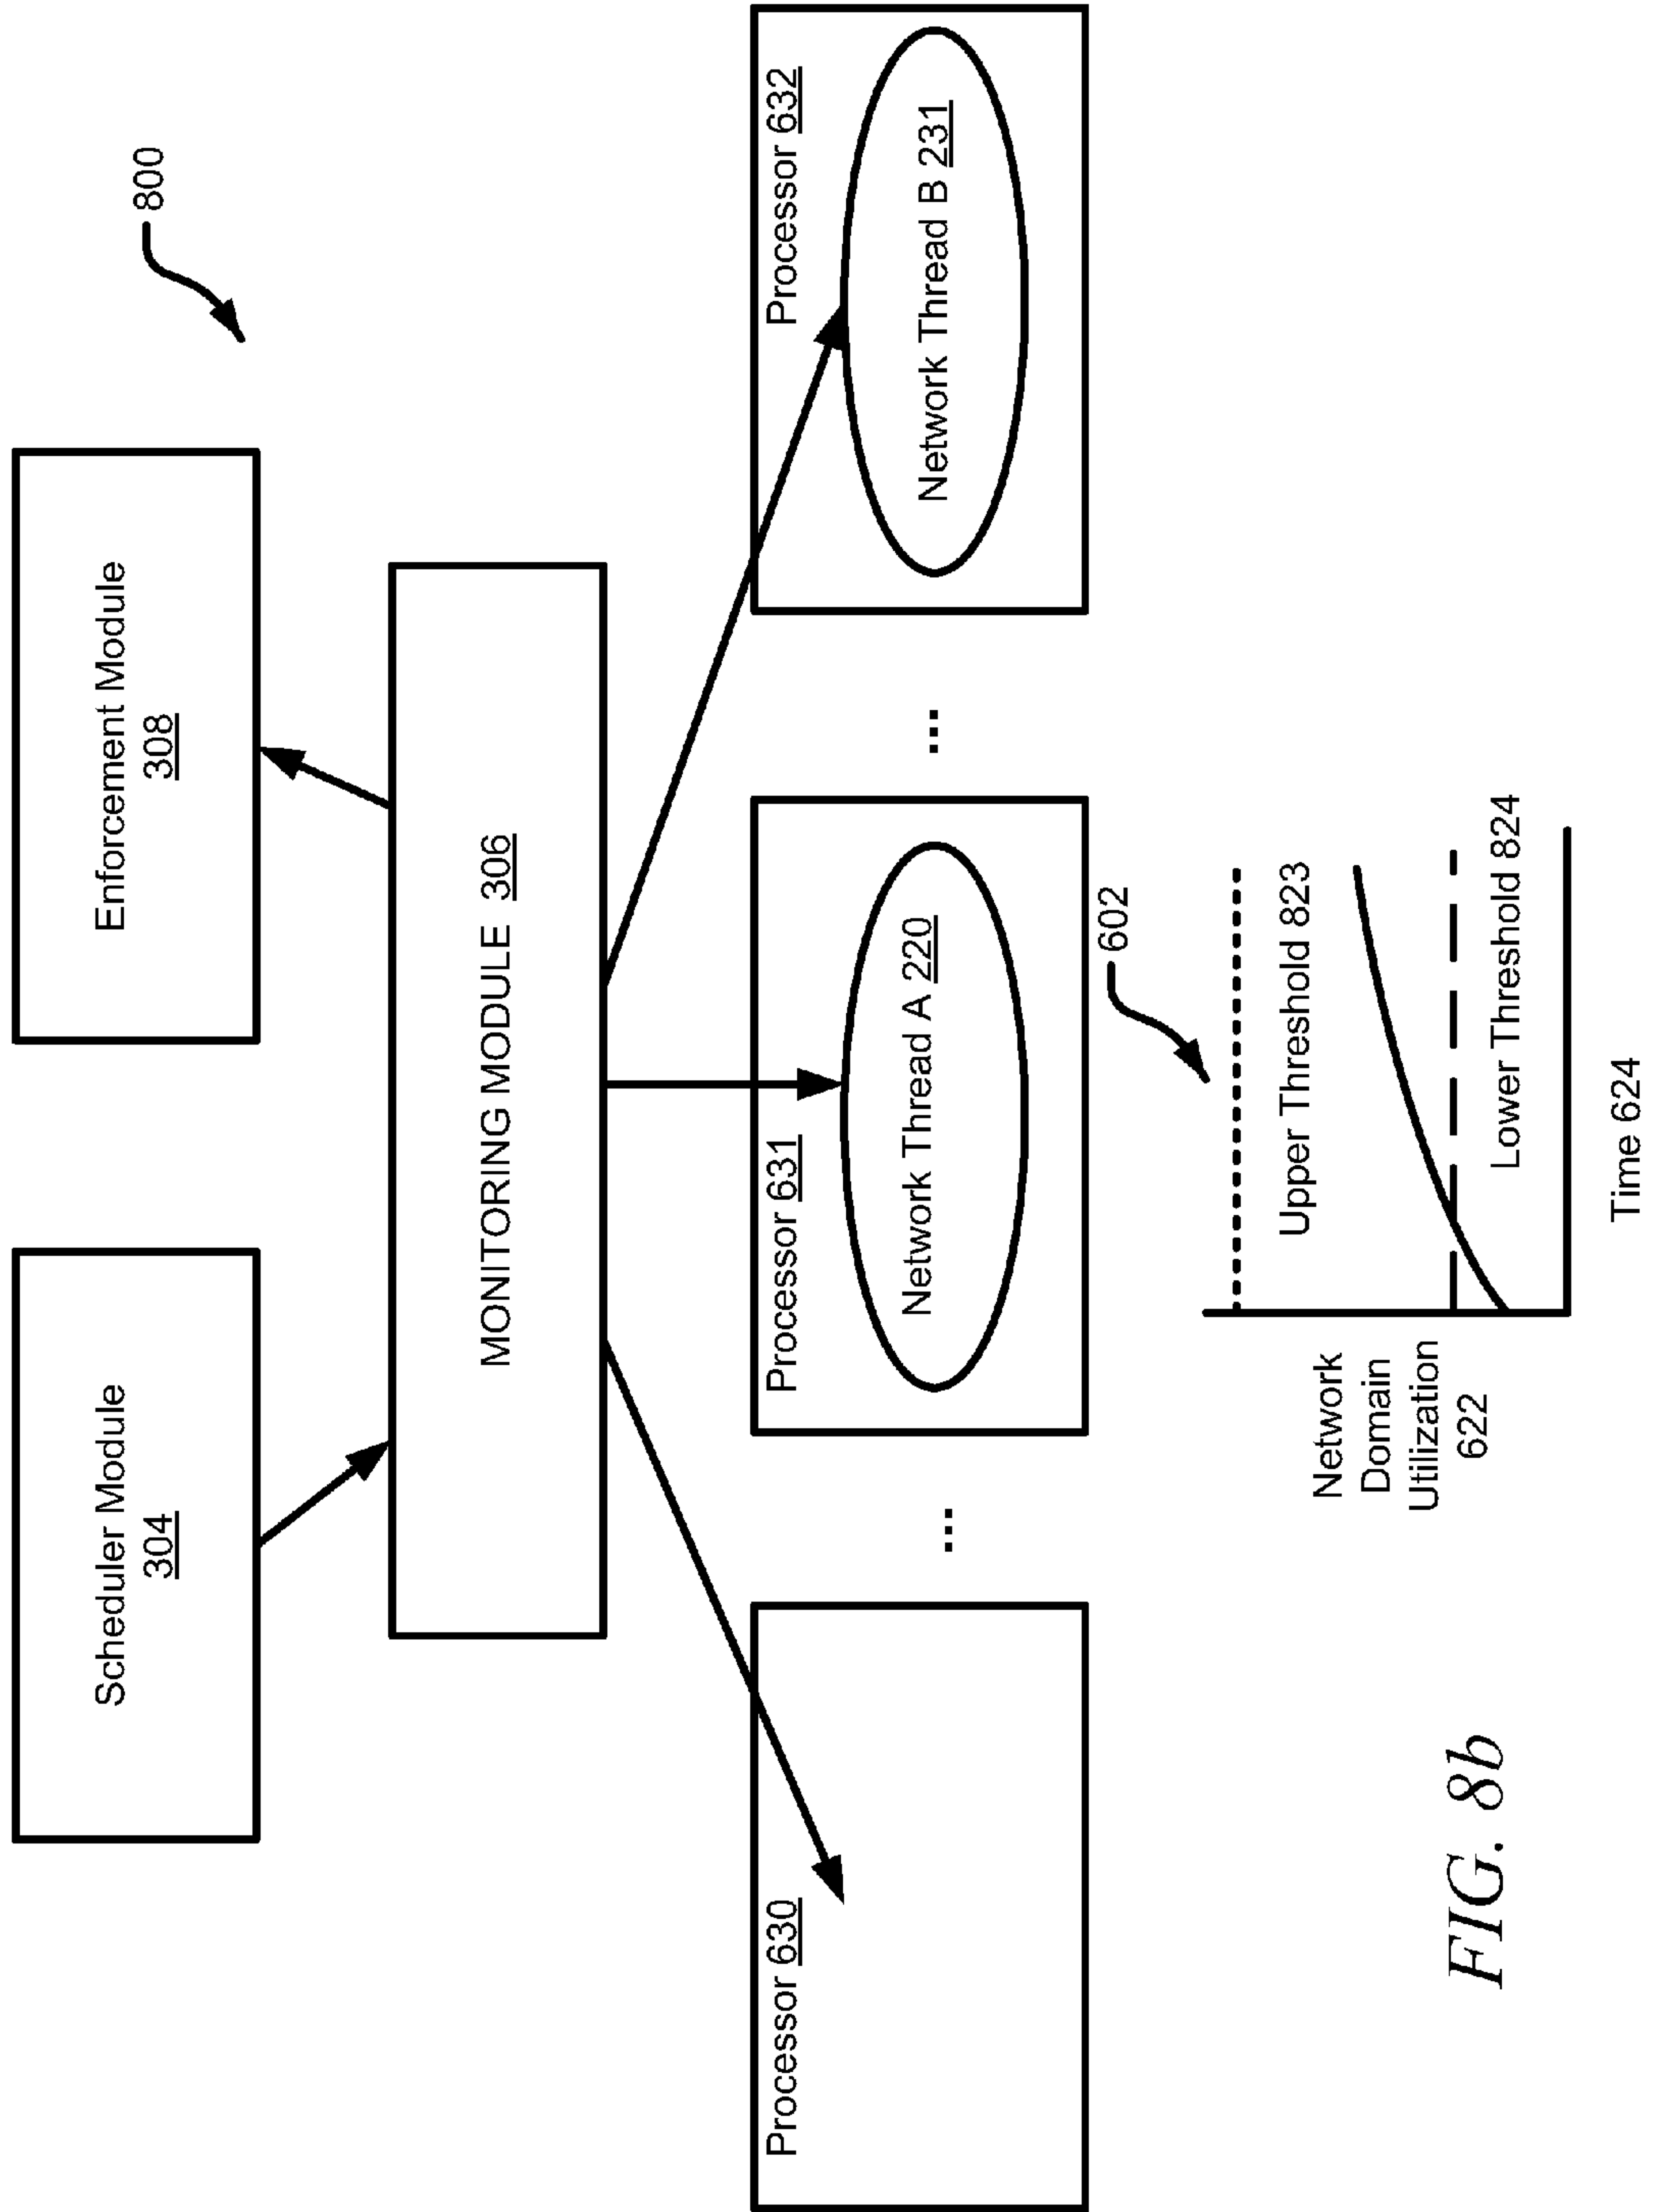 800
Scheduler Module
304
Enforcement Module
308
MONITORING MODULE 306
Processor 630
Processor 631
Network Thread A 220
Processor 632
Network Thread B 231
...
...
602
Network
Domain
Utilization
622
Upper Threshold 823
Lower Threshold 824
Time 624
FIG. 8b